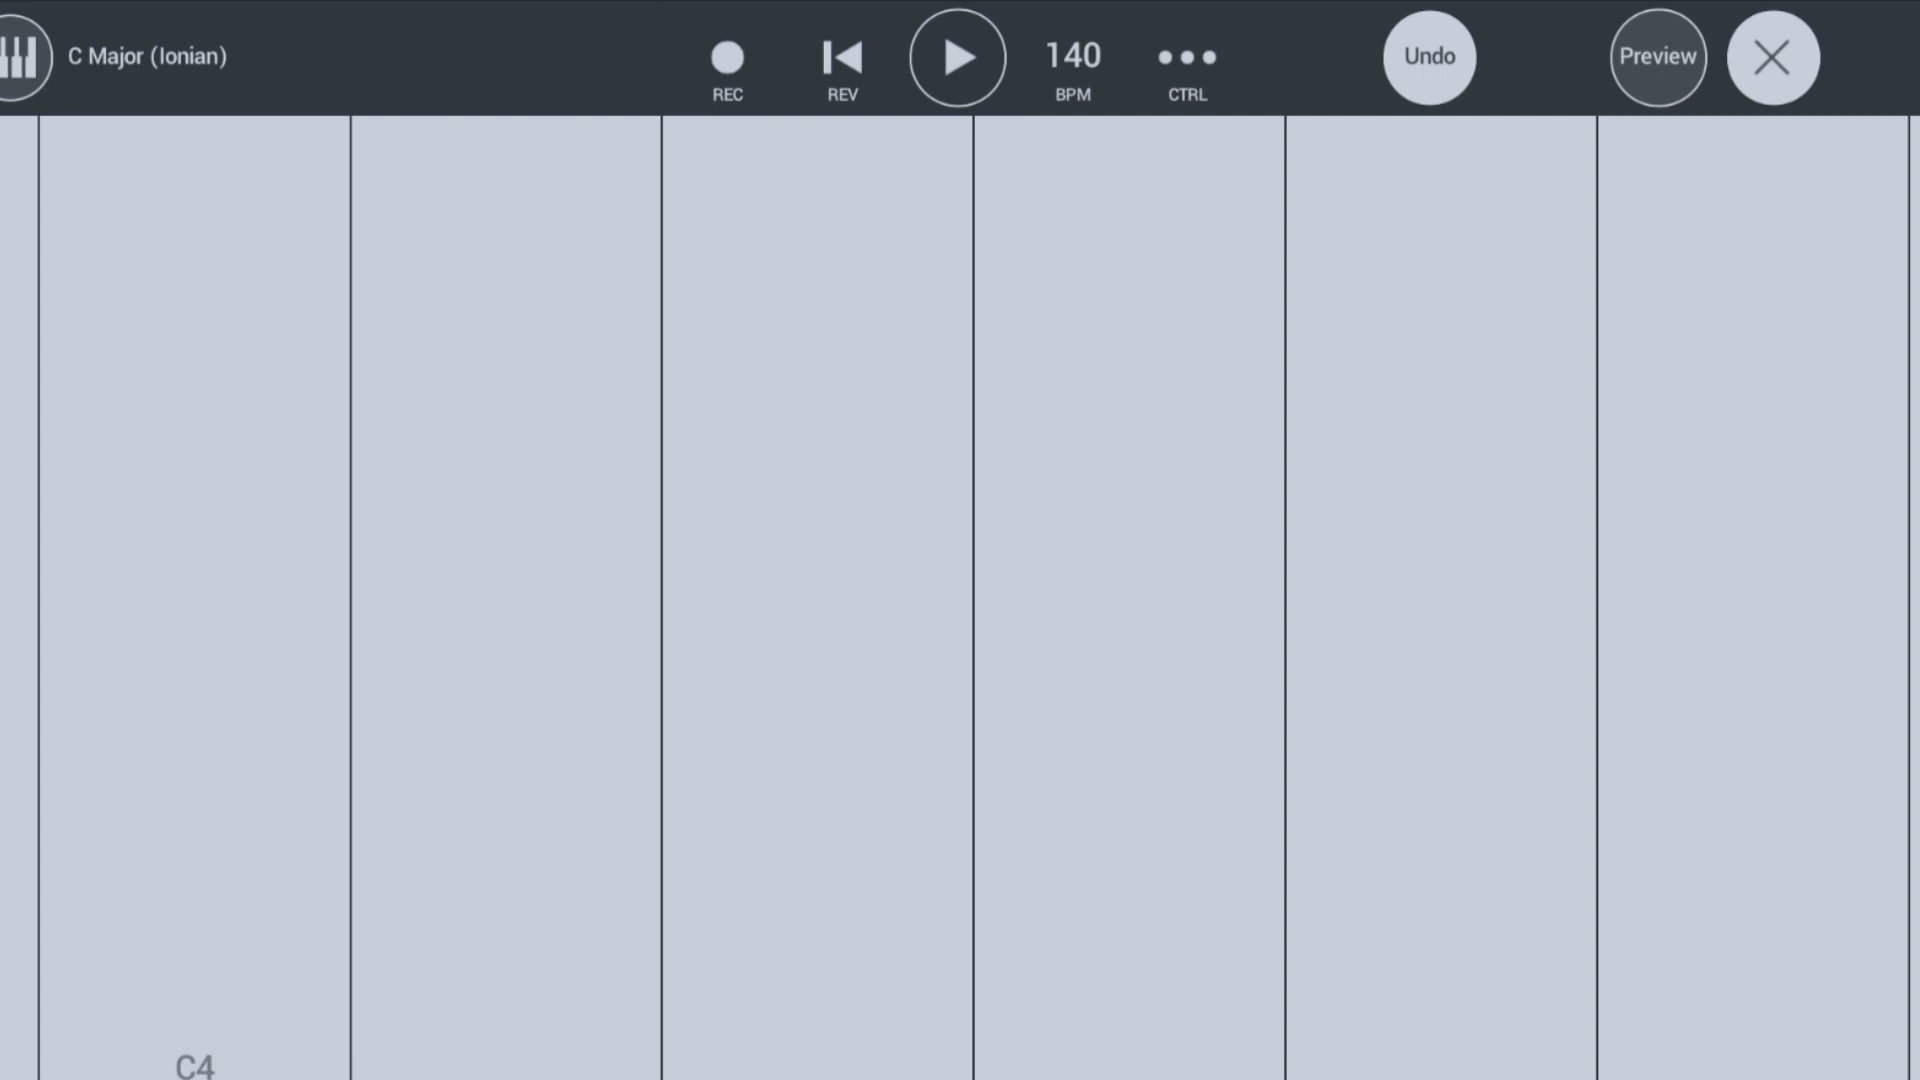 C Major (Ionian)
REC
REV
140
BPM
CTRL
Undo
Preview
C4